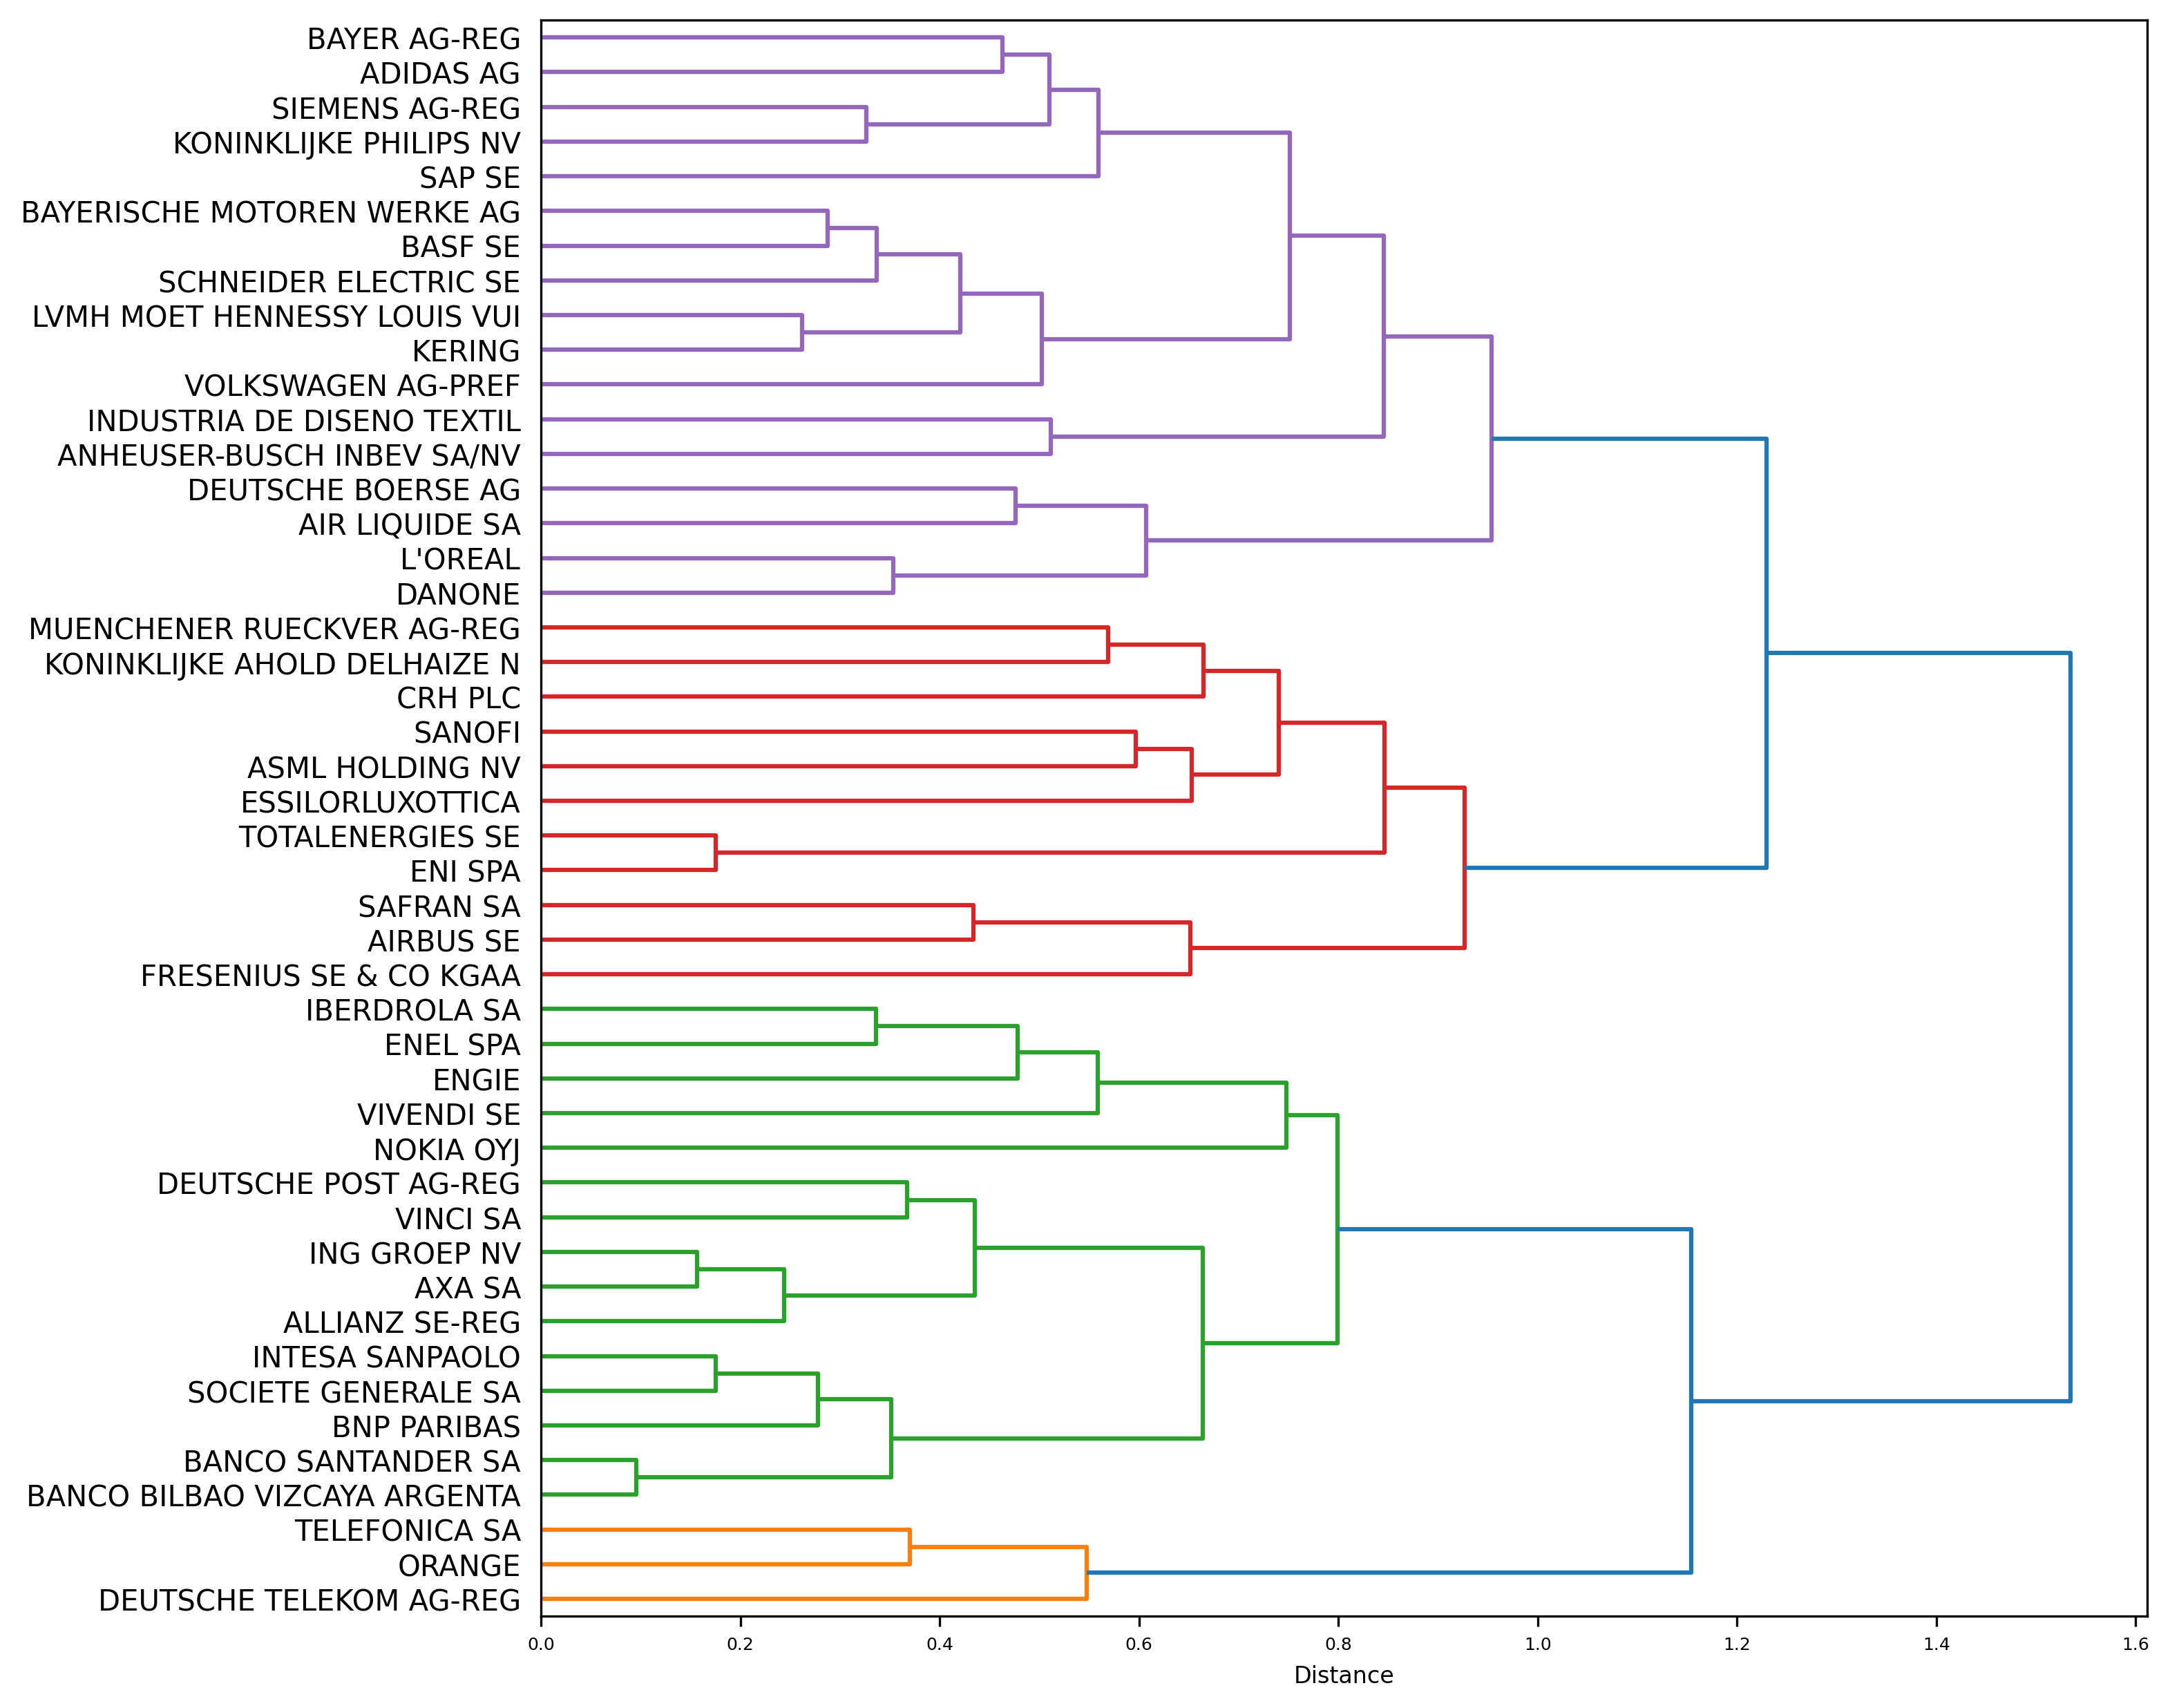 BAYER AG-REG
ADIDAS AG
SIEMENS AG-REG
KONINKLIJKE PHILIPS NV
SAP SE
BAYERISCHE MOTOREN WERKE AG
BASF SE
SCHNEIDER ELECTRIC SE
LVMH MOET HENNESSY LOUIS VUI
KERING
VOLKSWAGEN AG-PREF
INDUSTRIA DE DISENO TEXTIL
ANHEUSER-BUSCH INBEV SA/NV
DEUTSCHE BOERSE AG
AIR LIQUIDE SA
L'OREAL
DANONE
MUENCHENER RUECKVER AG-REG
KONINKLIJKE AHOLD DELHAIZE N
CRH PLC
SANOFI
ASML HOLDING NV
ESSILORLUXOTTICA
TOTALENERGIES SE
ENI SPA
SAFRAN SA
AIRBUS SE
FRESENIUS SE & CO KGAA
IBERDROLA SA
ENEL SPA
ENGIE
VIVENDI SE
NOKIA OYJ
DEUTSCHE POST AG-REG
VINCI SA
ING GROEP NV
AXA SA
ALLIANZ SE-REG
INTESA SANPAOLO
SOCIETE GENERALE SA
BNP PARIBAS
BANCO SANTANDER SA
BANCO BILBAO VIZCAYA ARGENTA
TELEFONICA SA
ORANGE
DEUTSCHE TELEKOM AG-REG
0.0 0.2 0.4 0.6 0.8 1.0 1.2 1.4 1.6
Distance